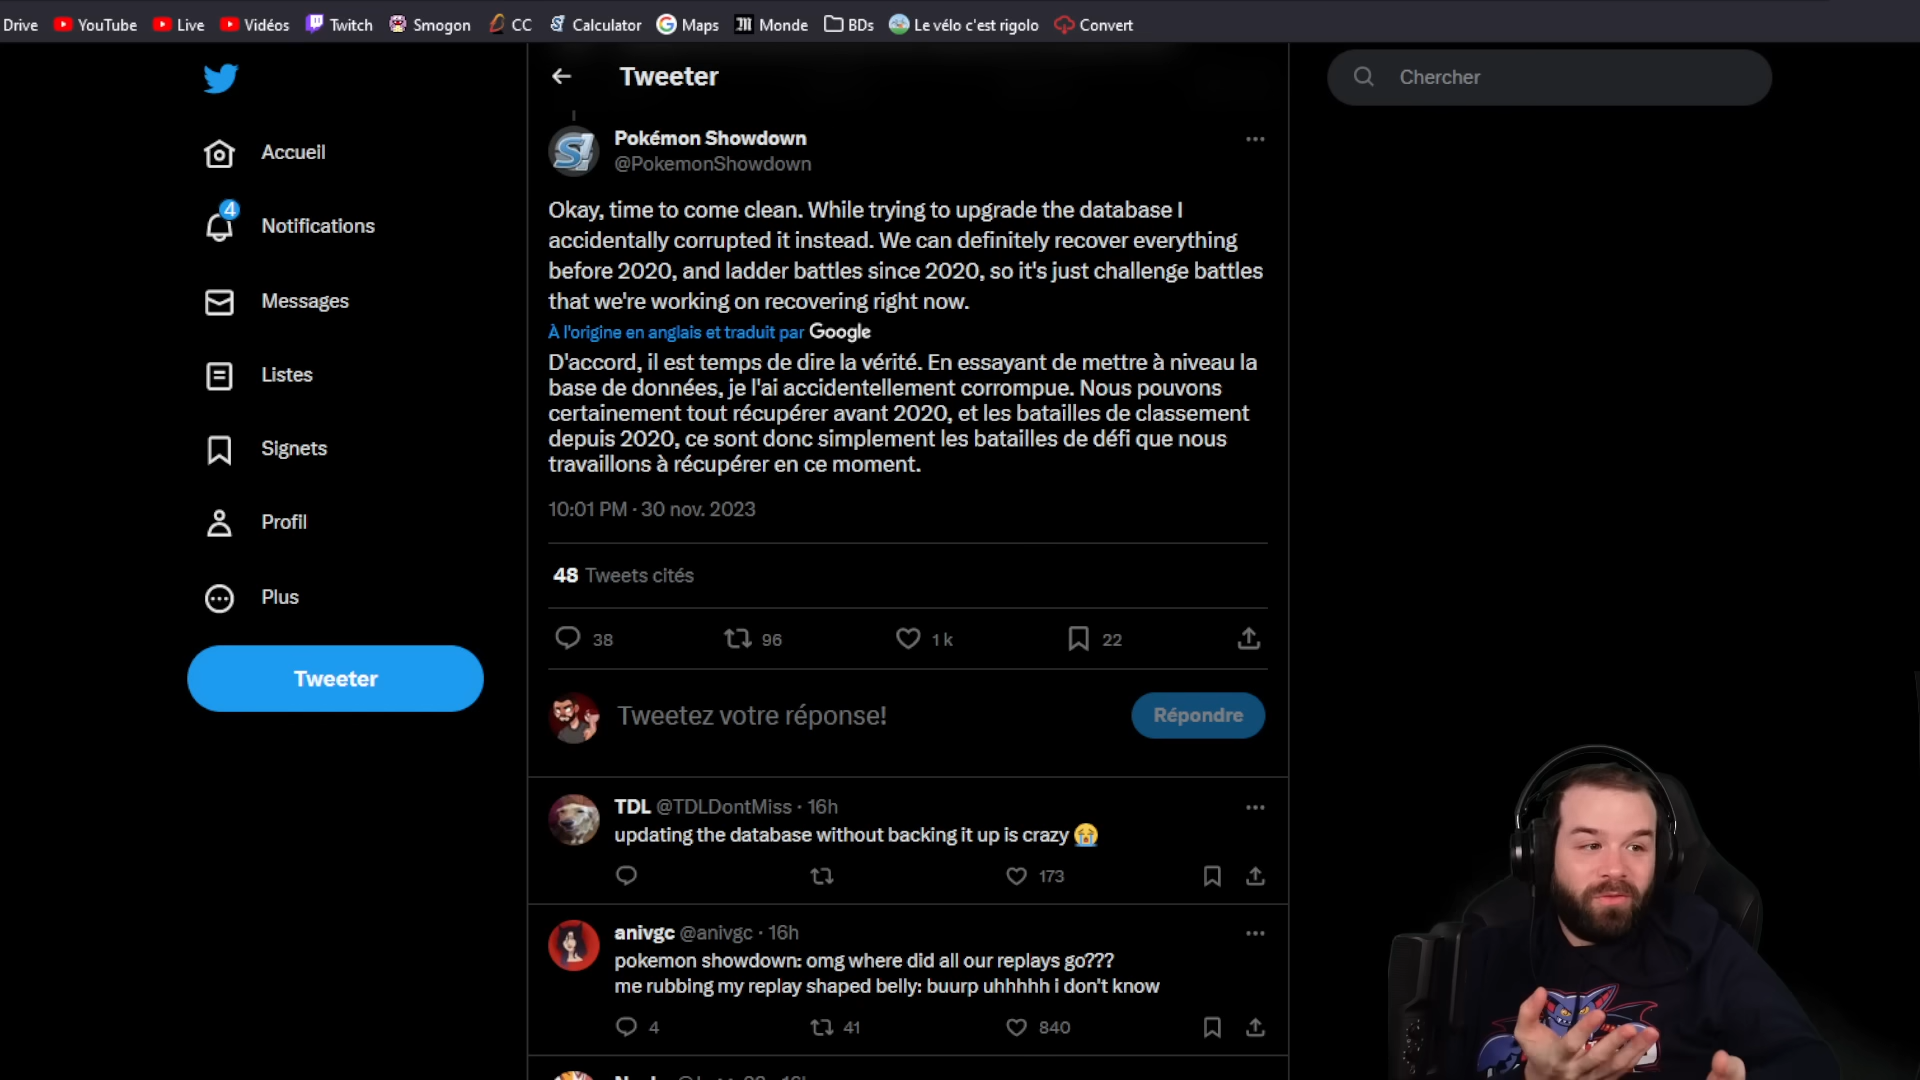 Drive YouTube Live Vidéos Twitch Smogon CC Calculator Maps Monde BDs Le vélo c'est rigolo Convert
Tweeter
Chercher
Accueil
4
Notifications
Messages
Listes
Signets
Profil
Plus
Tweeter
Pokémon Showdown
@PokemonShowdown
Okay, time to come clean. While trying to upgrade the database I
accidentally corrupted it instead. We can definitely recover everything
before 2020, and ladder battles since 2020, so it's just challenge battles
that we're working on recovering right now.
À l'origine en anglais et traduit par Google
D'accord, il est temps de dire la vérité. En essayant de mettre à niveau la
base de données, je l'ai accidentellement corrompue. Nous pouvons
certainement tout récupérer avant 2020, et les batailles de classement
depuis 2020, ce sont donc simplement les batailles de défi que nous
travaillons à récupérer en ce moment.
10:01 PM · 30 nov. 2023
48 Tweets cités
38 96 1 k 22
Tweetez votre réponse!
Répondre
TDL @TDLDontMiss · 16h
updating the database without backing it up is crazy 😭
173
anivgc @anivgc · 16h
pokemon showdown: omg where did all our replays go???
me rubbing my replay shaped belly: buurp uhhhhh i don't know
4 41 840